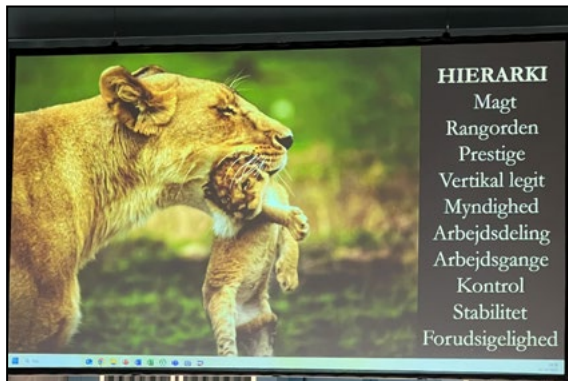 HIERARKI
Magt
Rangorden
Prestige
Vertikal legit
Myndighed
Arbejdsdeling
Arbejdsgange
Kontrol
Stabilitet
Forudsigelighed